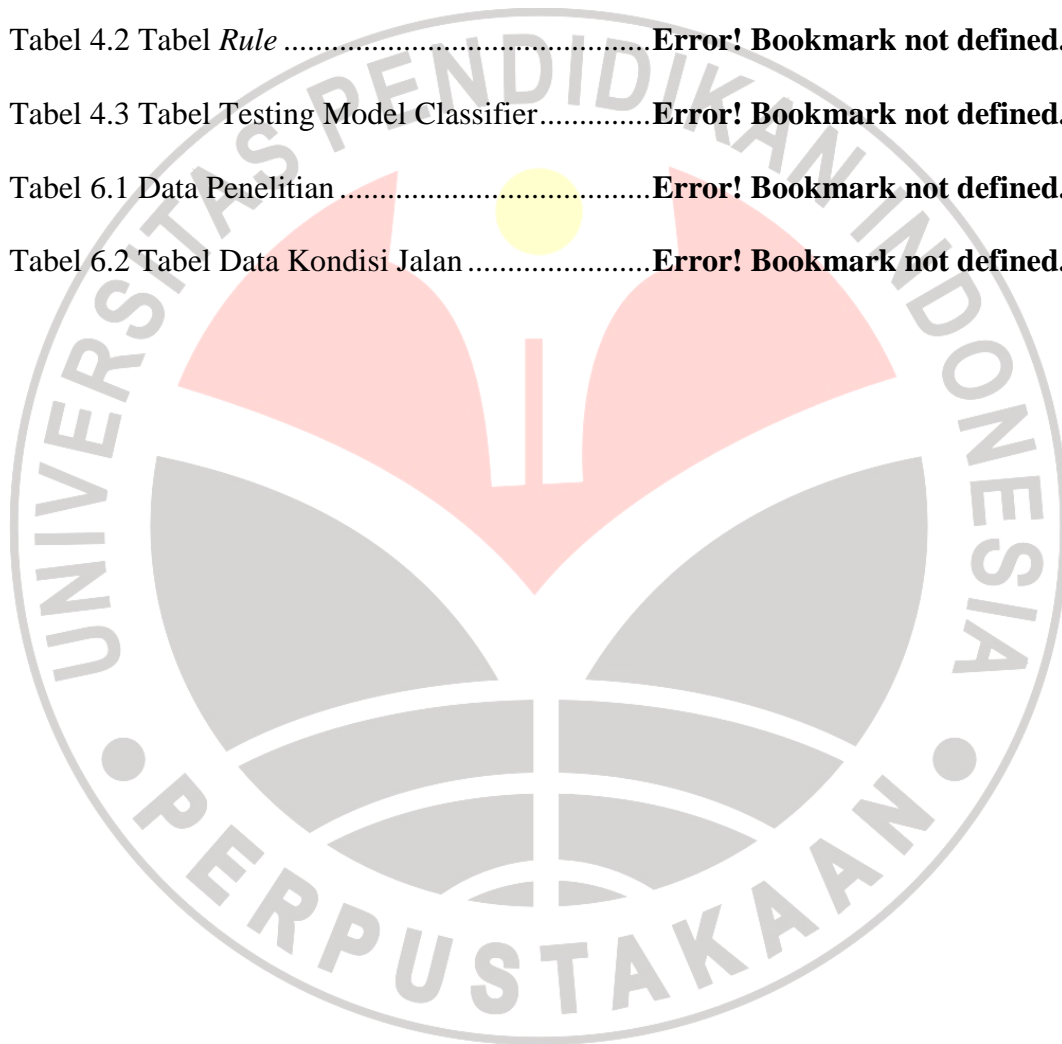 Tabel 4.2 Tabel Rule ..............................................Error! Bookmark not defined.
Tabel 4.3 Tabel Testing Model Classifier ..............Error! Bookmark not defined.
Tabel 6.1 Data Penelitian .......................................Error! Bookmark not defined.
Tabel 6.2 Tabel Data Kondisi Jalan .......................Error! Bookmark not defined.
UNIVERSITAS PENDIDIKAN INDONESIA
PERPUSTAKAAN